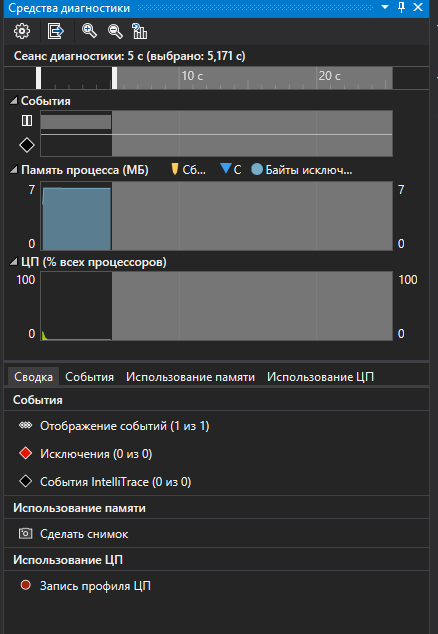 Средства диагностики
Сеанс диагностики: 5 с (выбрано: 5,171 с)
10 с 20 с
События
Память процесса (МБ) Сб... С Байты исключ...
7 7
0 0
ЦП (% всех процессоров)
100 100
0 0
Сводка События Использование памяти Использование ЦП
События
Отображение событий (1 из 1)
Исключения (0 из 0)
События IntelliTrace (0 из 0)
Использование памяти
Сделать снимок
Использование ЦП
Запись профиля ЦП